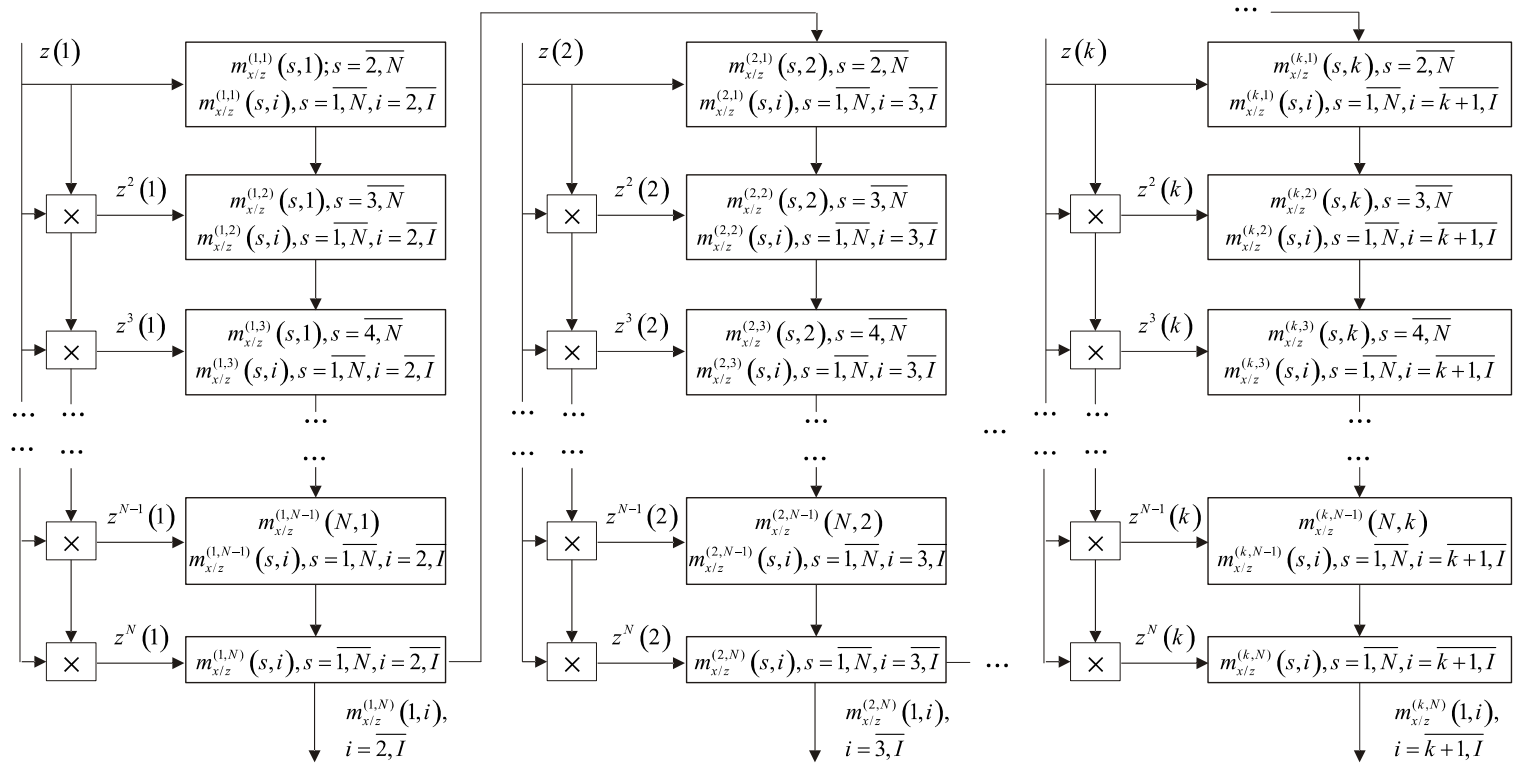 z(1)
m_{x/z}^{(1,1)}(s,1); s = \overline{2,N}
m_{x/z}^{(1,1)}(s,i), s = \overline{1,N}, i = \overline{2,I}
×
z^2(1)
m_{x/z}^{(1,2)}(s,1), s = \overline{3,N}
m_{x/z}^{(1,2)}(s,i), s = \overline{1,N}, i = \overline{2,I}
×
z^3(1)
m_{x/z}^{(1,3)}(s,1), s = \overline{4,N}
m_{x/z}^{(1,3)}(s,i), s = \overline{1,N}, i = \overline{2,I}
... ... ...
... ... ...
×
z^{N-1}(1)
m_{x/z}^{(1,N-1)}(N,1)
m_{x/z}^{(1,N-1)}(s,i), s = \overline{1,N}, i = \overline{2,I}
×
z^N(1)
m_{x/z}^{(1,N)}(s,i), s = \overline{1,N}, i = \overline{2,I}
m_{x/z}^{(1,N)}(1,i),
i = \overline{2,I}
z(2)
m_{x/z}^{(2,1)}(s,2), s = \overline{2,N}
m_{x/z}^{(2,1)}(s,i), s = \overline{1,N}, i = \overline{3,I}
×
z^2(2)
m_{x/z}^{(2,2)}(s,2), s = \overline{3,N}
m_{x/z}^{(2,2)}(s,i), s = \overline{1,N}, i = \overline{3,I}
×
z^3(2)
m_{x/z}^{(2,3)}(s,2), s = \overline{4,N}
m_{x/z}^{(2,3)}(s,i), s = \overline{1,N}, i = \overline{3,I}
... ... ...
... ... ...
×
z^{N-1}(2)
m_{x/z}^{(2,N-1)}(N,2)
m_{x/z}^{(2,N-1)}(s,i), s = \overline{1,N}, i = \overline{3,I}
×
z^N(2)
m_{x/z}^{(2,N)}(s,i), s = \overline{1,N}, i = \overline{3,I}
...
m_{x/z}^{(2,N)}(1,i),
i = \overline{3,I}
...
...
z(k)
m_{x/z}^{(k,1)}(s,k), s = \overline{2,N}
m_{x/z}^{(k,1)}(s,i), s = \overline{1,N}, i = \overline{k+1,I}
×
z^2(k)
m_{x/z}^{(k,2)}(s,k), s = \overline{3,N}
m_{x/z}^{(k,2)}(s,i), s = \overline{1,N}, i = \overline{k+1,I}
×
z^3(k)
m_{x/z}^{(k,3)}(s,k), s = \overline{4,N}
m_{x/z}^{(k,3)}(s,i), s = \overline{1,N}, i = \overline{k+1,I}
... ... ...
... ... ...
×
z^{N-1}(k)
m_{x/z}^{(k,N-1)}(N,k)
m_{x/z}^{(k,N-1)}(s,i), s = \overline{1,N}, i = \overline{k+1,I}
×
z^N(k)
m_{x/z}^{(k,N)}(s,i), s = \overline{1,N}, i = \overline{k+1,I}
m_{x/z}^{(k,N)}(1,i),
i = \overline{k+1,I}